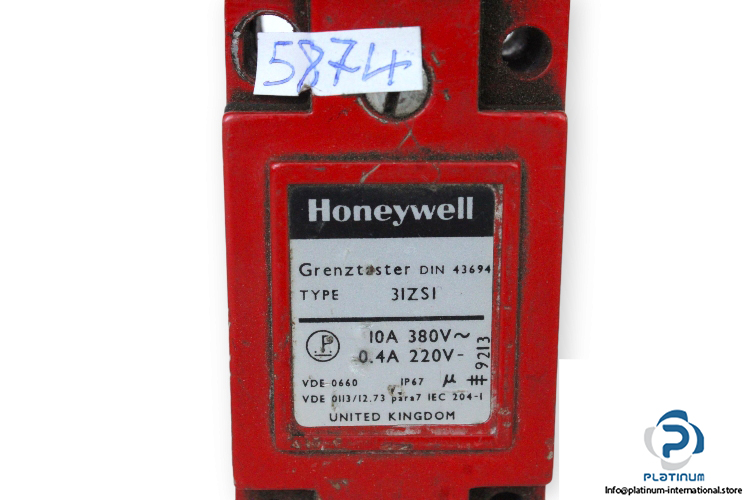 5874
Honeywell
Grenztaster DIN 43694
TYPE 31ZS1
10A 380V~
0.4A 220V-
9213
VDE 0660 IP67 µ
VDE 0113/12.73 para7 IEC 204-1
UNITED KINGDOM
PLATINUM
Info@platinum-international.store